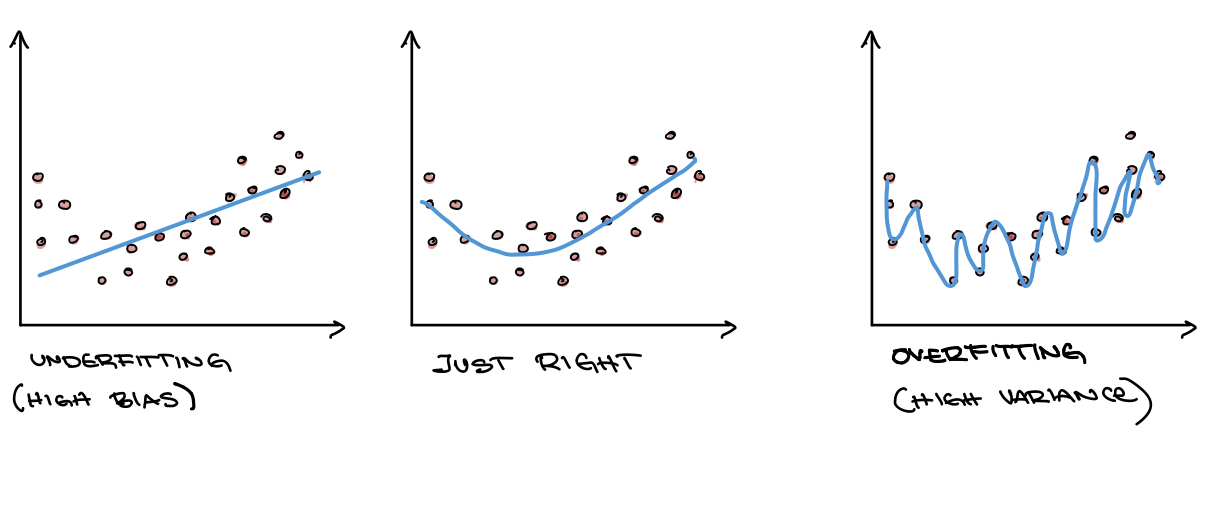 UNDERFITTING
(HIGH BIAS)
JUST RIGHT
OVERFITTING
(HIGH VARIANCE)